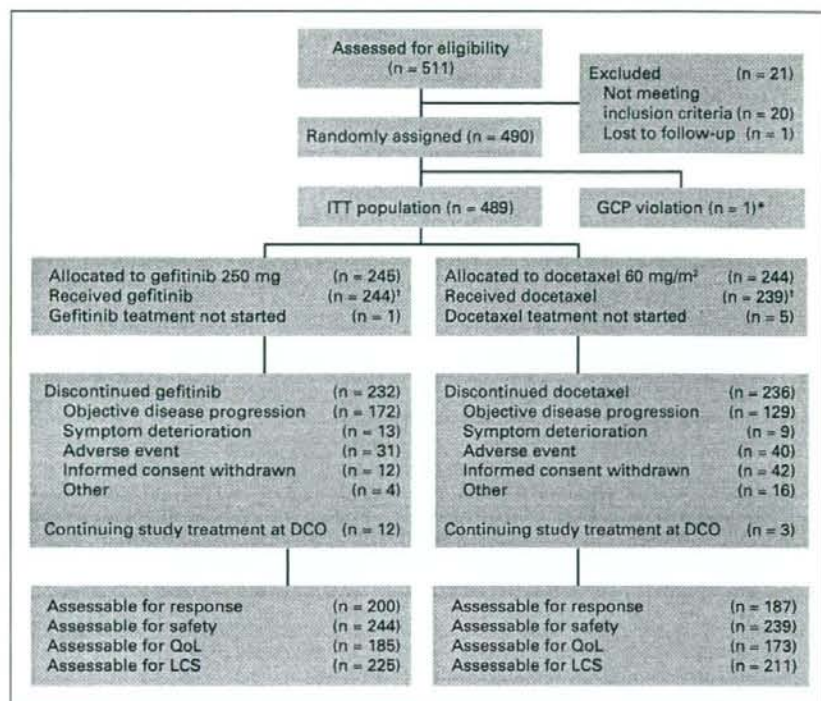 Assessed for eligibility
(n = 511)
Excluded (n = 21)
Not meeting
inclusion criteria (n = 20)
Lost to follow-up (n = 1)
Randomly assigned (n = 490)
ITT population (n = 489)
GCP violation (n = 1)*
Allocated to gefitinib 250 mg (n = 245)
Received gefitinib (n = 244)†
Gefitinib teatment not started (n = 1)
Allocated to docetaxel 60 mg/m² (n = 244)
Received docetaxel (n = 239)†
Docetaxel teatment not started (n = 5)
Discontinued gefitinib (n = 232)
Objective disease progression (n = 172)
Symptom deterioration (n = 13)
Adverse event (n = 31)
Informed consent withdrawn (n = 12)
Other (n = 4)
Continuing study treatment at DCO (n = 12)
Discontinued docetaxel (n = 236)
Objective disease progression (n = 129)
Symptom deterioration (n = 9)
Adverse event (n = 40)
Informed consent withdrawn (n = 42)
Other (n = 16)
Continuing study treatment at DCO (n = 3)
Assessable for response (n = 200)
Assessable for safety (n = 244)
Assessable for QoL (n = 185)
Assessable for LCS (n = 225)
Assessable for response (n = 187)
Assessable for safety (n = 239)
Assessable for QoL (n = 173)
Assessable for LCS (n = 211)